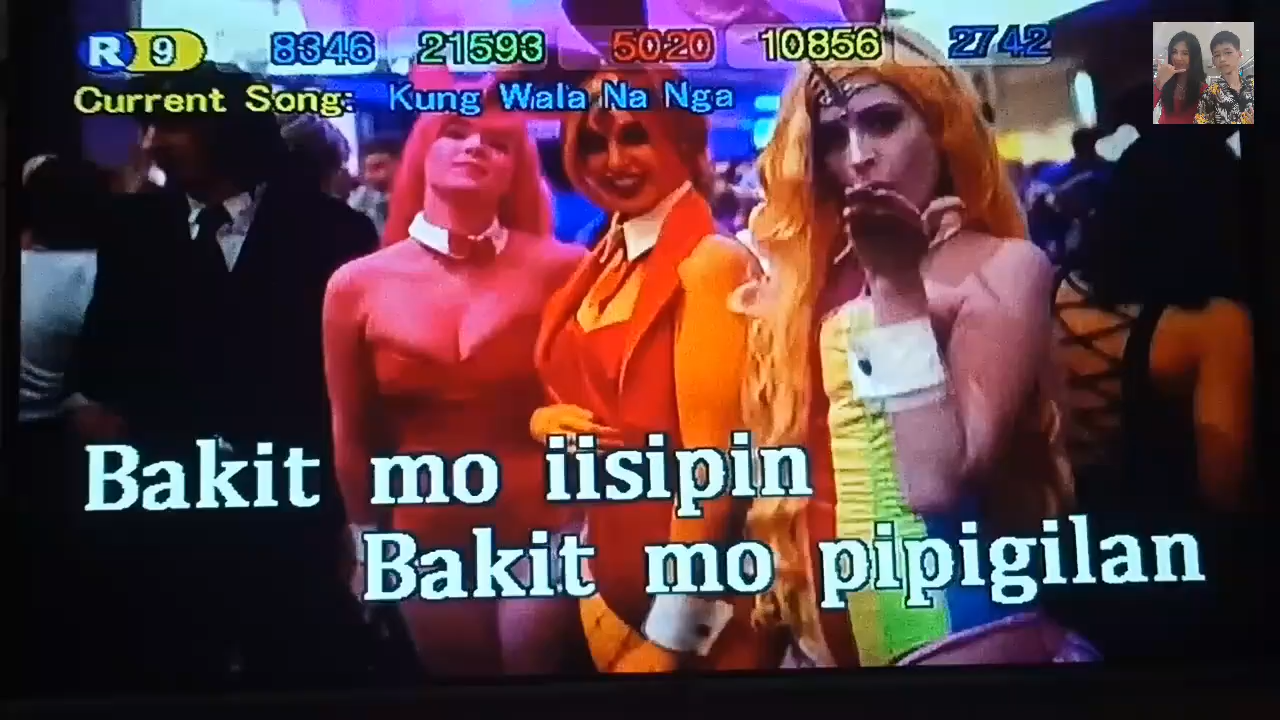 R 9 8346 21593 5020 10856 2742
Current Song: Kung Wala Na Nga
Bakit mo iisipin
Bakit mo pipigilan